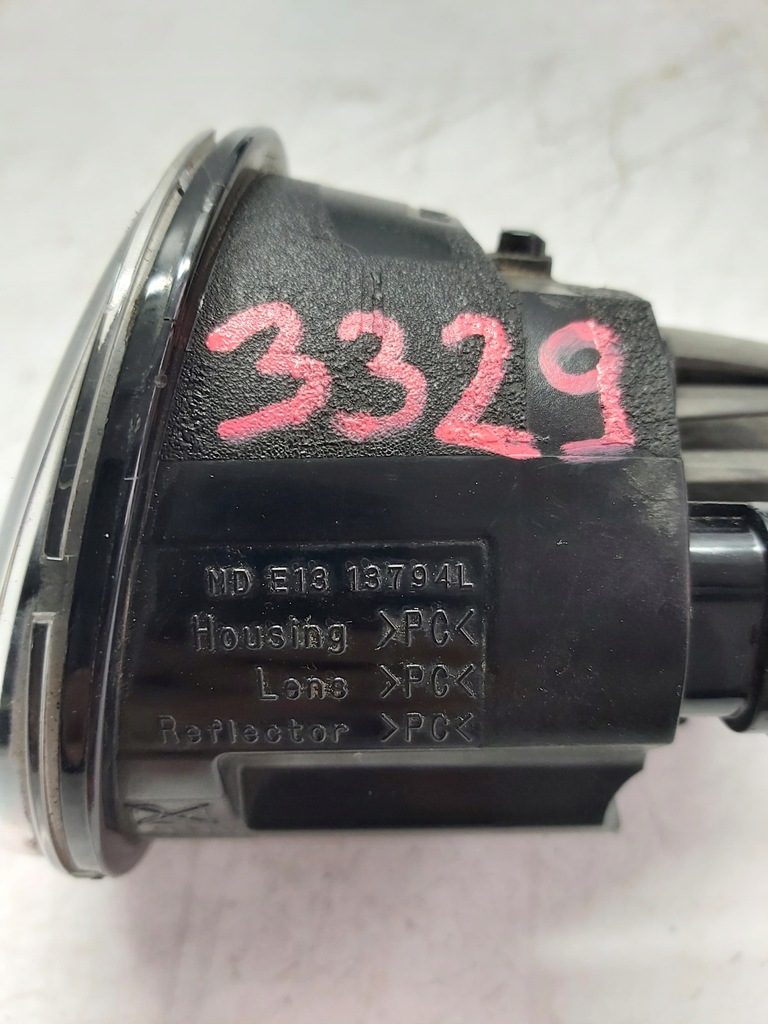 3329
MD E13 13794L
Housing >PC<
Lens >PC<
Reflector >PC<